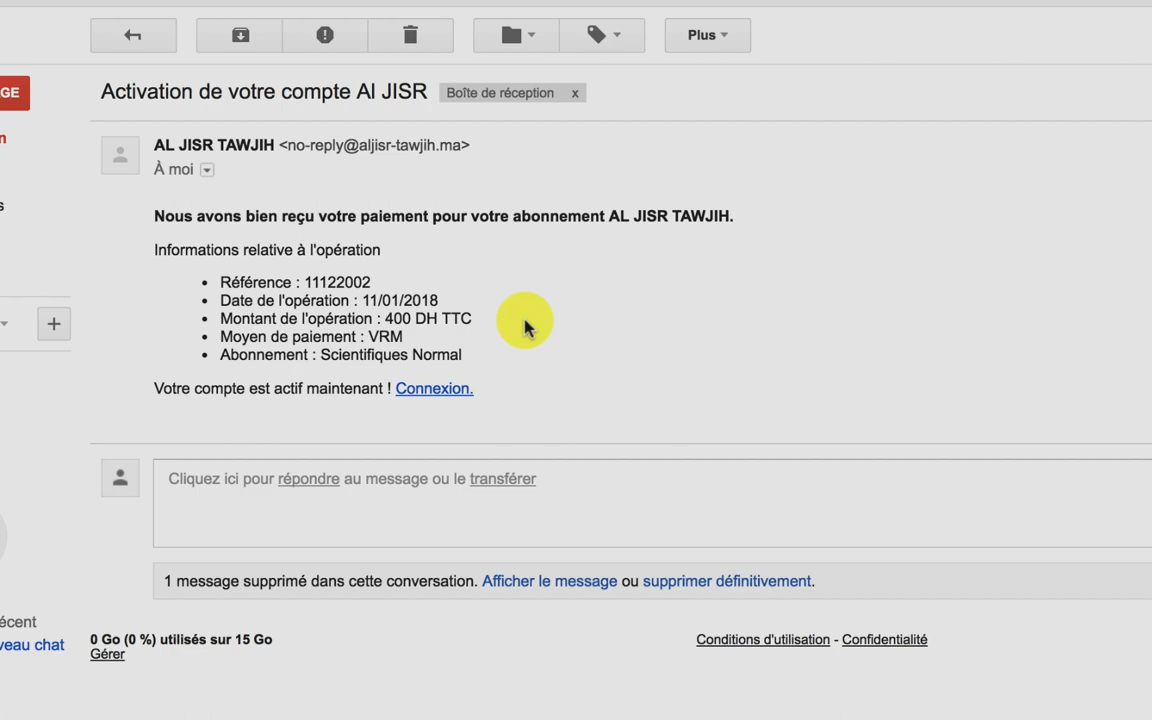 Plus
GE
Activation de votre compte Al JISR
Boîte de réception x
n
AL JISR TAWJIH <no-reply@aljisr-tawjih.ma>
À moi
s
Nous avons bien reçu votre paiement pour votre abonnement AL JISR TAWJIH.
Informations relative à l'opération
• Référence : 11122002
• Date de l'opération : 11/01/2018
• Montant de l'opération : 400 DH TTC
• Moyen de paiement : VRM
• Abonnement : Scientifiques Normal
Votre compte est actif maintenant ! Connexion.
Cliquez ici pour répondre au message ou le transférer
1 message supprimé dans cette conversation. Afficher le message ou supprimer définitivement.
écent
veau chat
0 Go (0 %) utilisés sur 15 Go
Gérer
Conditions d'utilisation - Confidentialité